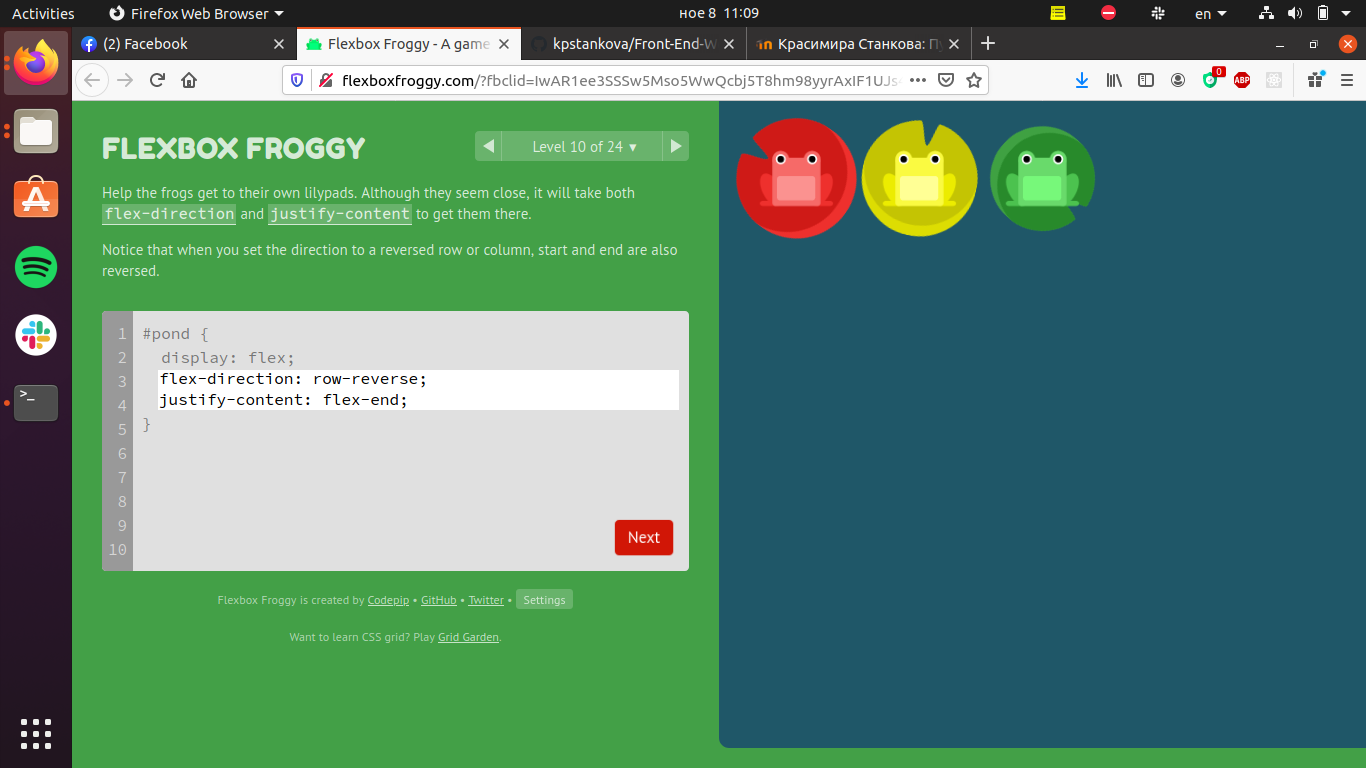 Activities Firefox Web Browser ное 8 11:09 en
(2) Facebook Flexbox Froggy - A game kpstankova/Front-End-W Красимира Станкова: П
flexboxfroggy.com/?fbclid=IwAR1ee3SSSw5Mso5WwQcbj5T8hm98yyrAxIF1UJs 0 ABP
FLEXBOX FROGGY
Level 10 of 24 ▾
Help the frogs get to their own lilypads. Although they seem close, it will take both
flex-direction and justify-content to get them there.
Notice that when you set the direction to a reversed row or column, start and end are also
reversed.
1 #pond {
2 display: flex;
3 flex-direction: row-reverse;
4 justify-content: flex-end;
5 }
6
7
8
9
10
Next
Flexbox Froggy is created by Codepip • GitHub • Twitter • Settings
Want to learn CSS grid? Play Grid Garden.